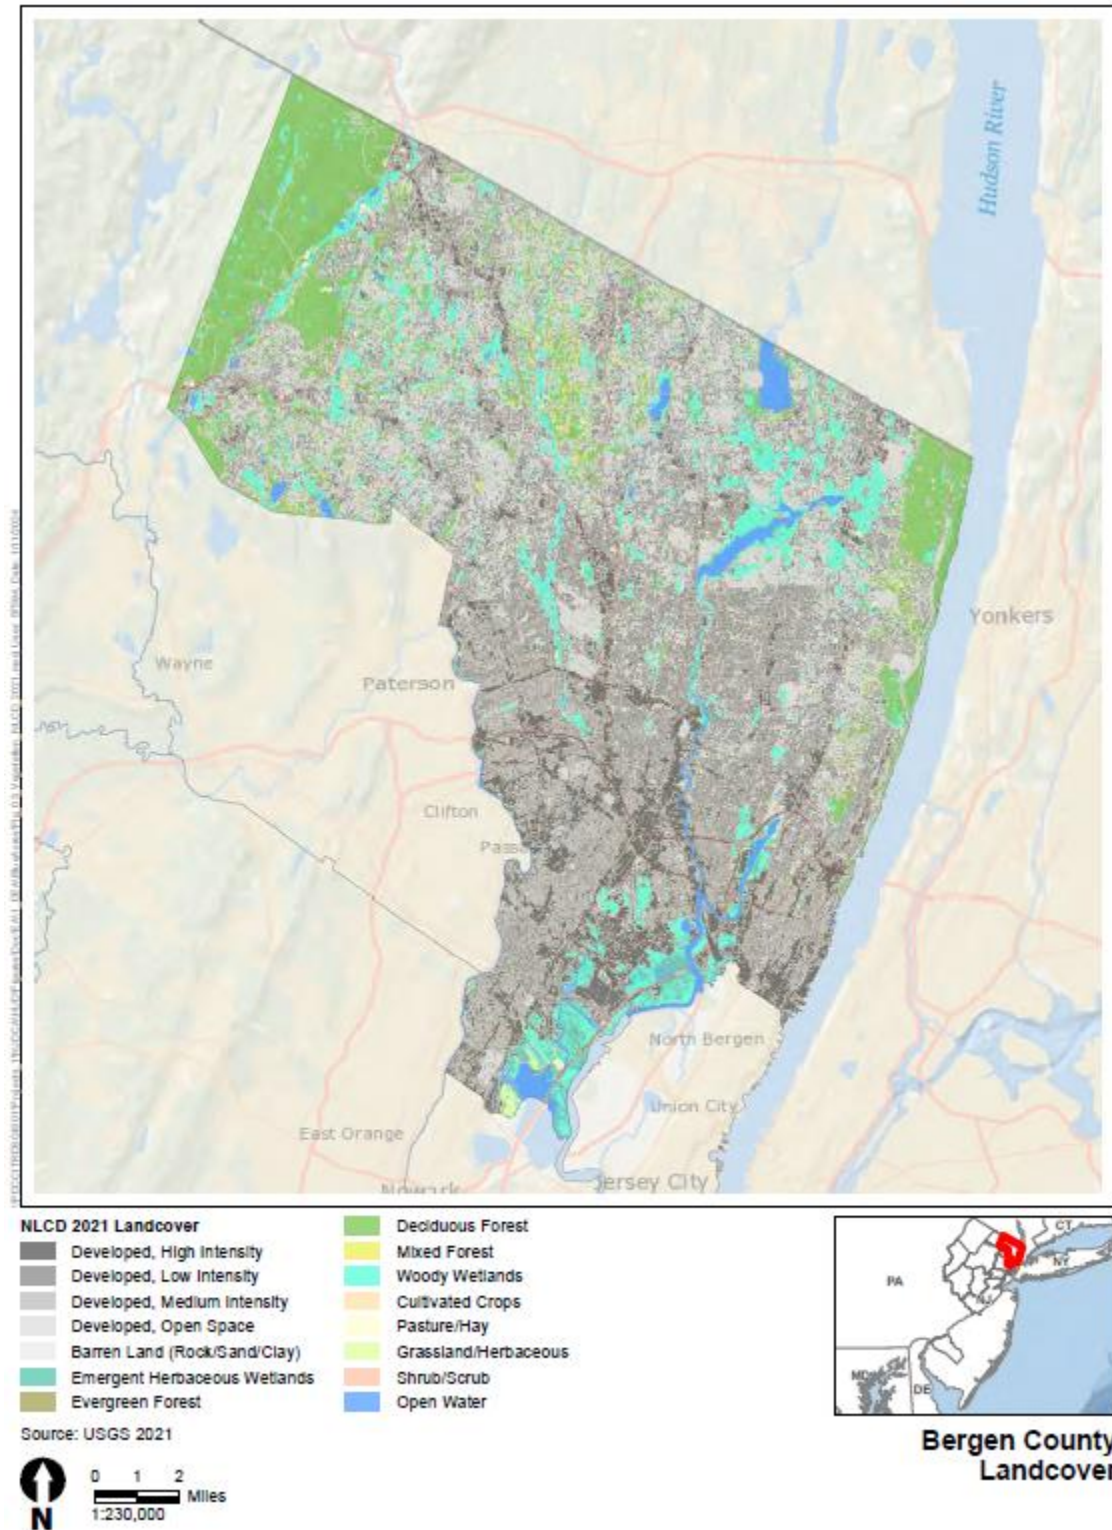 Hudson River
Yonkers
Wayne
Paterson
Clifton
North Bergen
Union City
East Orange
Newark
Jersey City
NLCD 2021 Landcover
Developed, High Intensity
Developed, Low Intensity
Developed, Medium Intensity
Developed, Open Space
Barren Land (Rock/Sand/Clay)
Emergent Herbaceous Wetlands
Evergreen Forest
Deciduous Forest
Mixed Forest
Woody Wetlands
Cultivated Crops
Pasture/Hay
Grassland/Herbaceous
Shrub/Scrub
Open Water
Source: USGS 2021
N
0 1 2
Miles
1:230,000
CT
PA
NY
NJ
MD
DE
Bergen County
Landcover